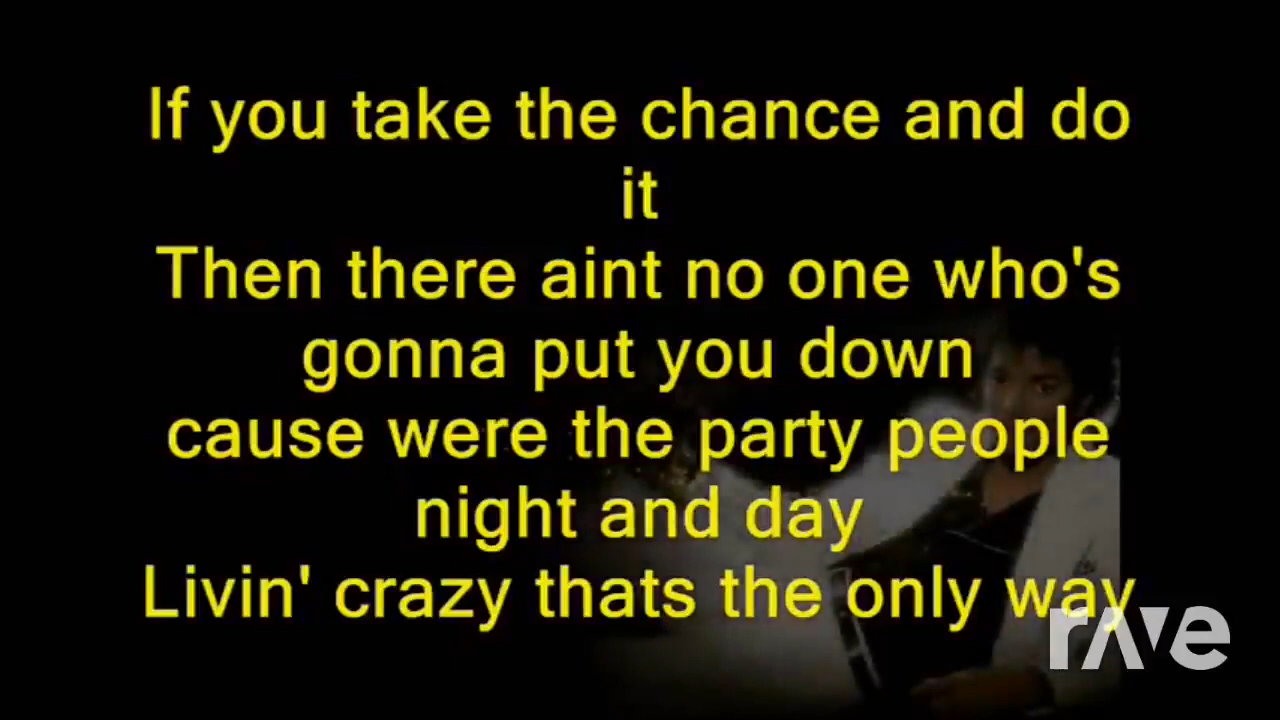 If you take the chance and do
it
Then there aint no one who's
gonna put you down
cause were the party people
night and day
Livin' crazy thats the only way
rave